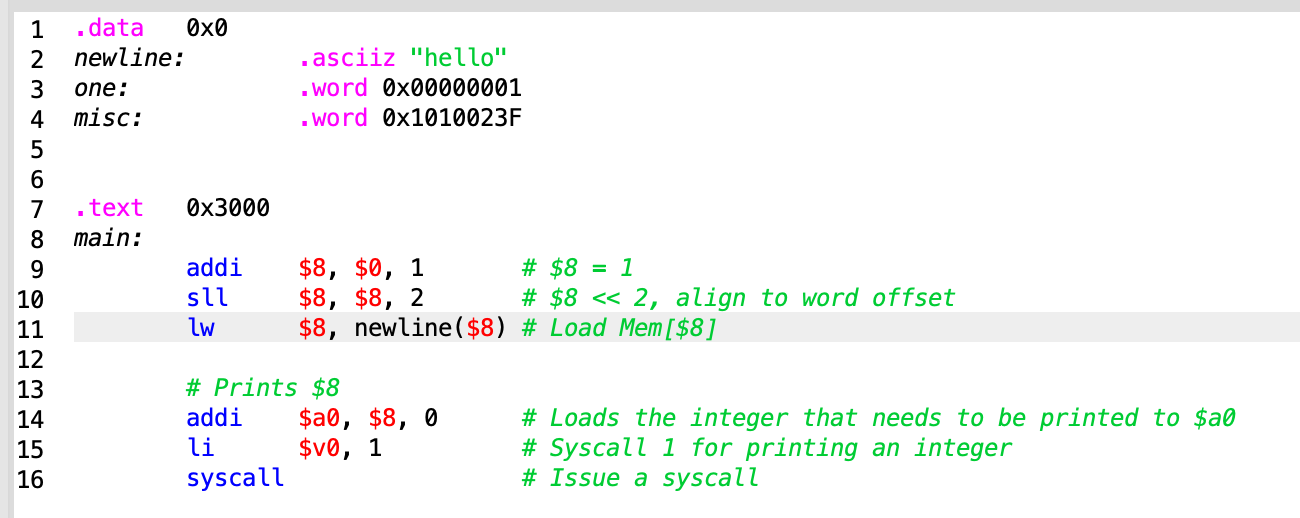 1 .data 0x0
2 newline: .asciiz "hello"
3 one: .word 0x00000001
4 misc: .word 0x1010023F
5
6
7 .text 0x3000
8 main:
9 addi $8, $0, 1 # $8 = 1
10 sll $8, $8, 2 # $8 << 2, align to word offset
11 lw $8, newline($8) # Load Mem[$8]
12
13 # Prints $8
14 addi $a0, $8, 0 # Loads the integer that needs to be printed to $a0
15 li $v0, 1 # Syscall 1 for printing an integer
16 syscall # Issue a syscall